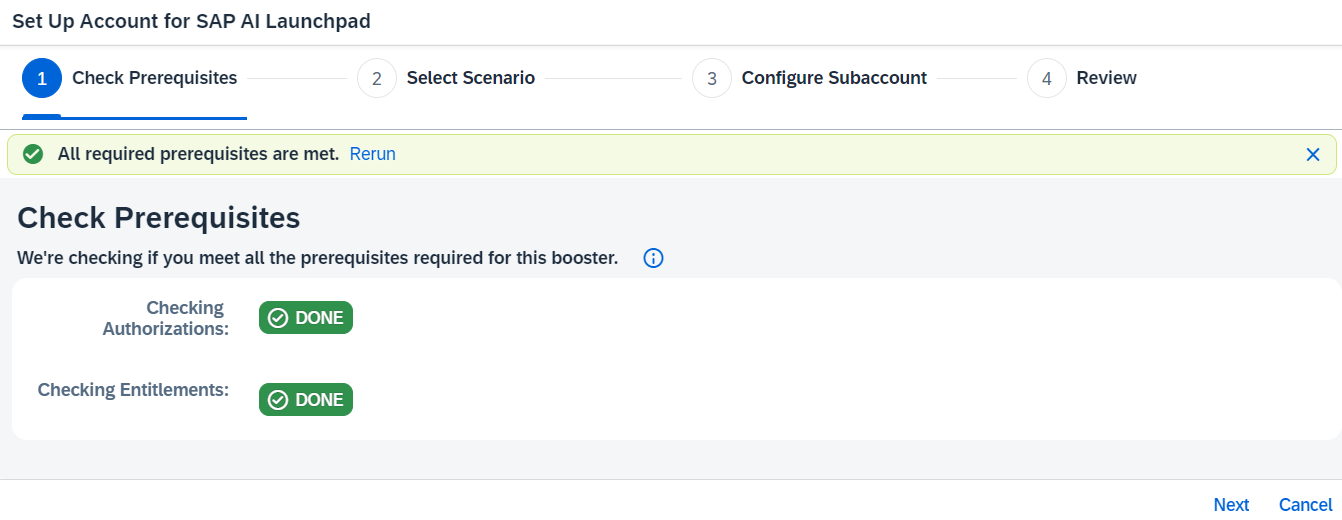 Set Up Account for SAP AI Launchpad
1 Check Prerequisites 2 Select Scenario 3 Configure Subaccount 4 Review
All required prerequisites are met. Rerun
Check Prerequisites
We're checking if you meet all the prerequisites required for this booster.
Checking
Authorizations:
DONE
Checking Entitlements:
DONE
Next Cancel